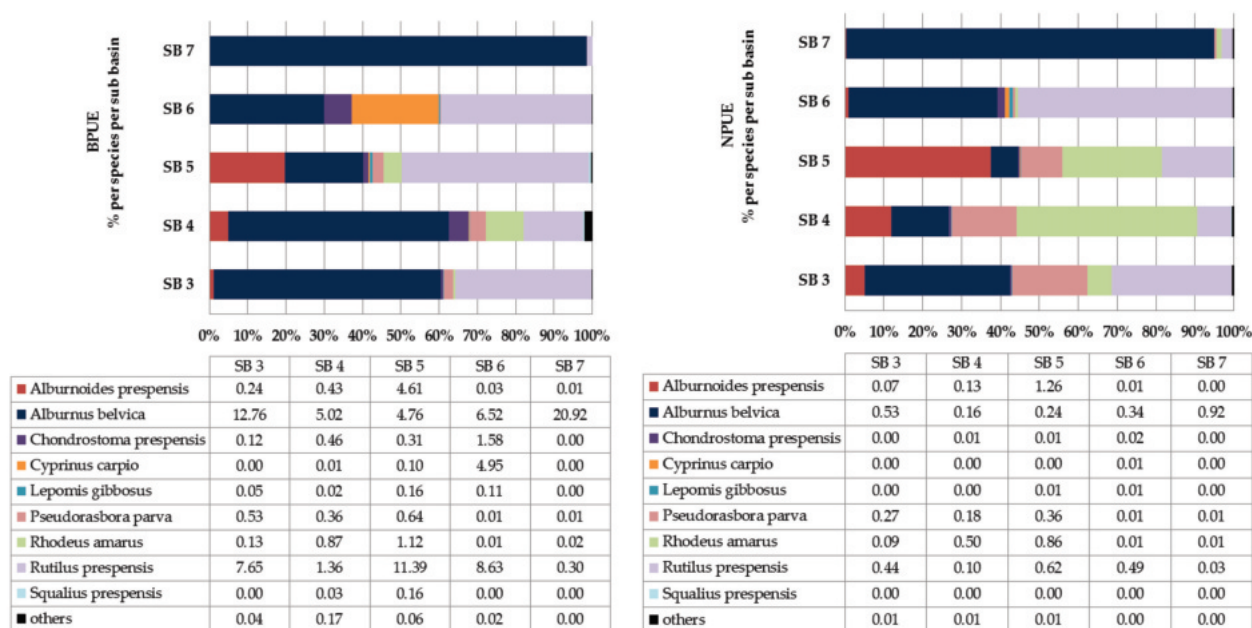 BPUE
% per species per sub basin
SB 7
SB 6
SB 5
SB 4
SB 3
0% 10% 20% 30% 40% 50% 60% 70% 80% 90% 100%
SB 3 SB 4 SB 5 SB 6 SB 7
Alburnoides prespensis 0.24 0.43 4.61 0.03 0.01
Alburnus belvica 12.76 5.02 4.76 6.52 20.92
Chondrostoma prespensis 0.12 0.46 0.31 1.58 0.00
Cyprinus carpio 0.00 0.01 0.10 4.95 0.00
Lepomis gibbosus 0.05 0.02 0.16 0.11 0.00
Pseudorasbora parva 0.53 0.36 0.64 0.01 0.01
Rhodeus amarus 0.13 0.87 1.12 0.01 0.02
Rutilus prespensis 7.65 1.36 11.39 8.63 0.30
Squalius prespensis 0.00 0.03 0.16 0.00 0.00
others 0.04 0.17 0.06 0.02 0.00
NPUE
% per species per sub basin
SB 7
SB 6
SB 5
SB 4
SB 3
0% 10% 20% 30% 40% 50% 60% 70% 80% 90% 100%
SB 3 SB 4 SB 5 SB 6 SB 7
Alburnoides prespensis 0.07 0.13 1.26 0.01 0.00
Alburnus belvica 0.53 0.16 0.24 0.34 0.92
Chondrostoma prespensis 0.00 0.01 0.01 0.02 0.00
Cyprinus carpio 0.00 0.00 0.00 0.01 0.00
Lepomis gibbosus 0.00 0.00 0.01 0.01 0.00
Pseudorasbora parva 0.27 0.18 0.36 0.01 0.01
Rhodeus amarus 0.09 0.50 0.86 0.01 0.01
Rutilus prespensis 0.44 0.10 0.62 0.49 0.03
Squalius prespensis 0.00 0.00 0.00 0.00 0.00
others 0.01 0.01 0.01 0.00 0.00